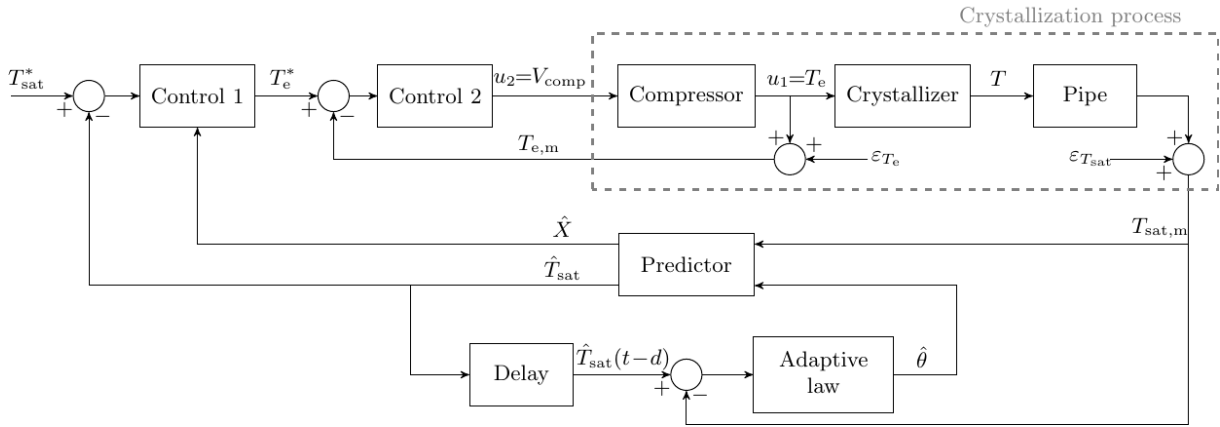 Crystallization process
T*sat
+
−
Control 1
T*e
+
−
Control 2
u₂=Vcomp
Compressor
u₁=Te
Crystallizer
T
Pipe
Te,m
+
+
εTe
εTsat
+
+
Tsat,m
X̂
T̂sat
Predictor
Delay
T̂sat(t−d)
+
−
Adaptive
law
θ̂